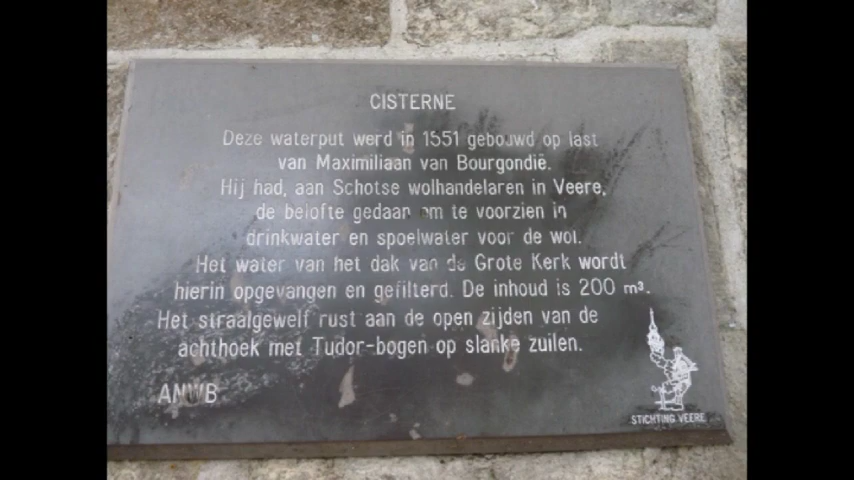 CISTERNE
Deze waterput werd in 1551 gebouwd op last
van Maximiliaan van Bourgondië.
Hij had, aan Schotse wolhandelaren in Veere,
de belofte gedaan om te voorzien in
drinkwater en spoelwater voor de wol.
Het water van het dak van de Grote Kerk wordt
hierin opgevangen en gefilterd. De inhoud is 200 m³.
Het straalgewelf rust aan de open zijden van de
achthoek met Tudor-bogen op slanke zuilen.
ANWB
STICHTING VEERE